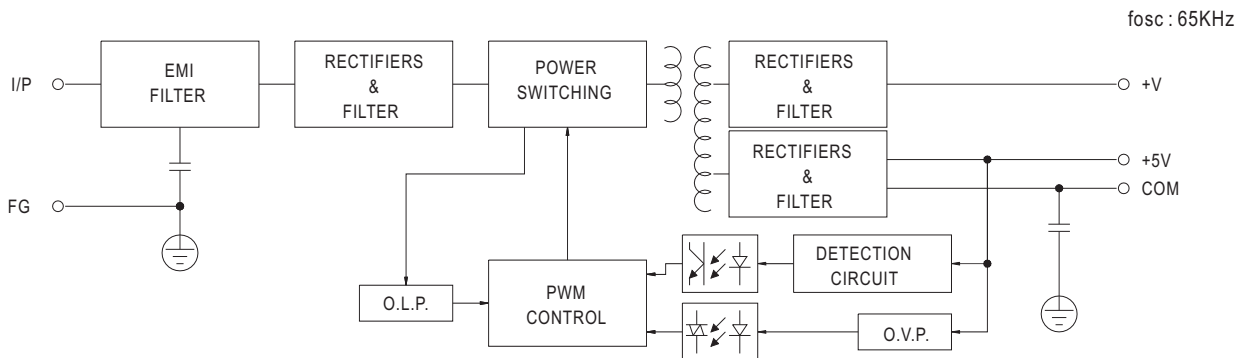 fosc : 65KHz
I/P
EMI
FILTER
RECTIFIERS
&
FILTER
POWER
SWITCHING
RECTIFIERS
&
FILTER
+V
RECTIFIERS
&
FILTER
+5V
COM
FG
O.L.P.
PWM
CONTROL
DETECTION
CIRCUIT
O.V.P.